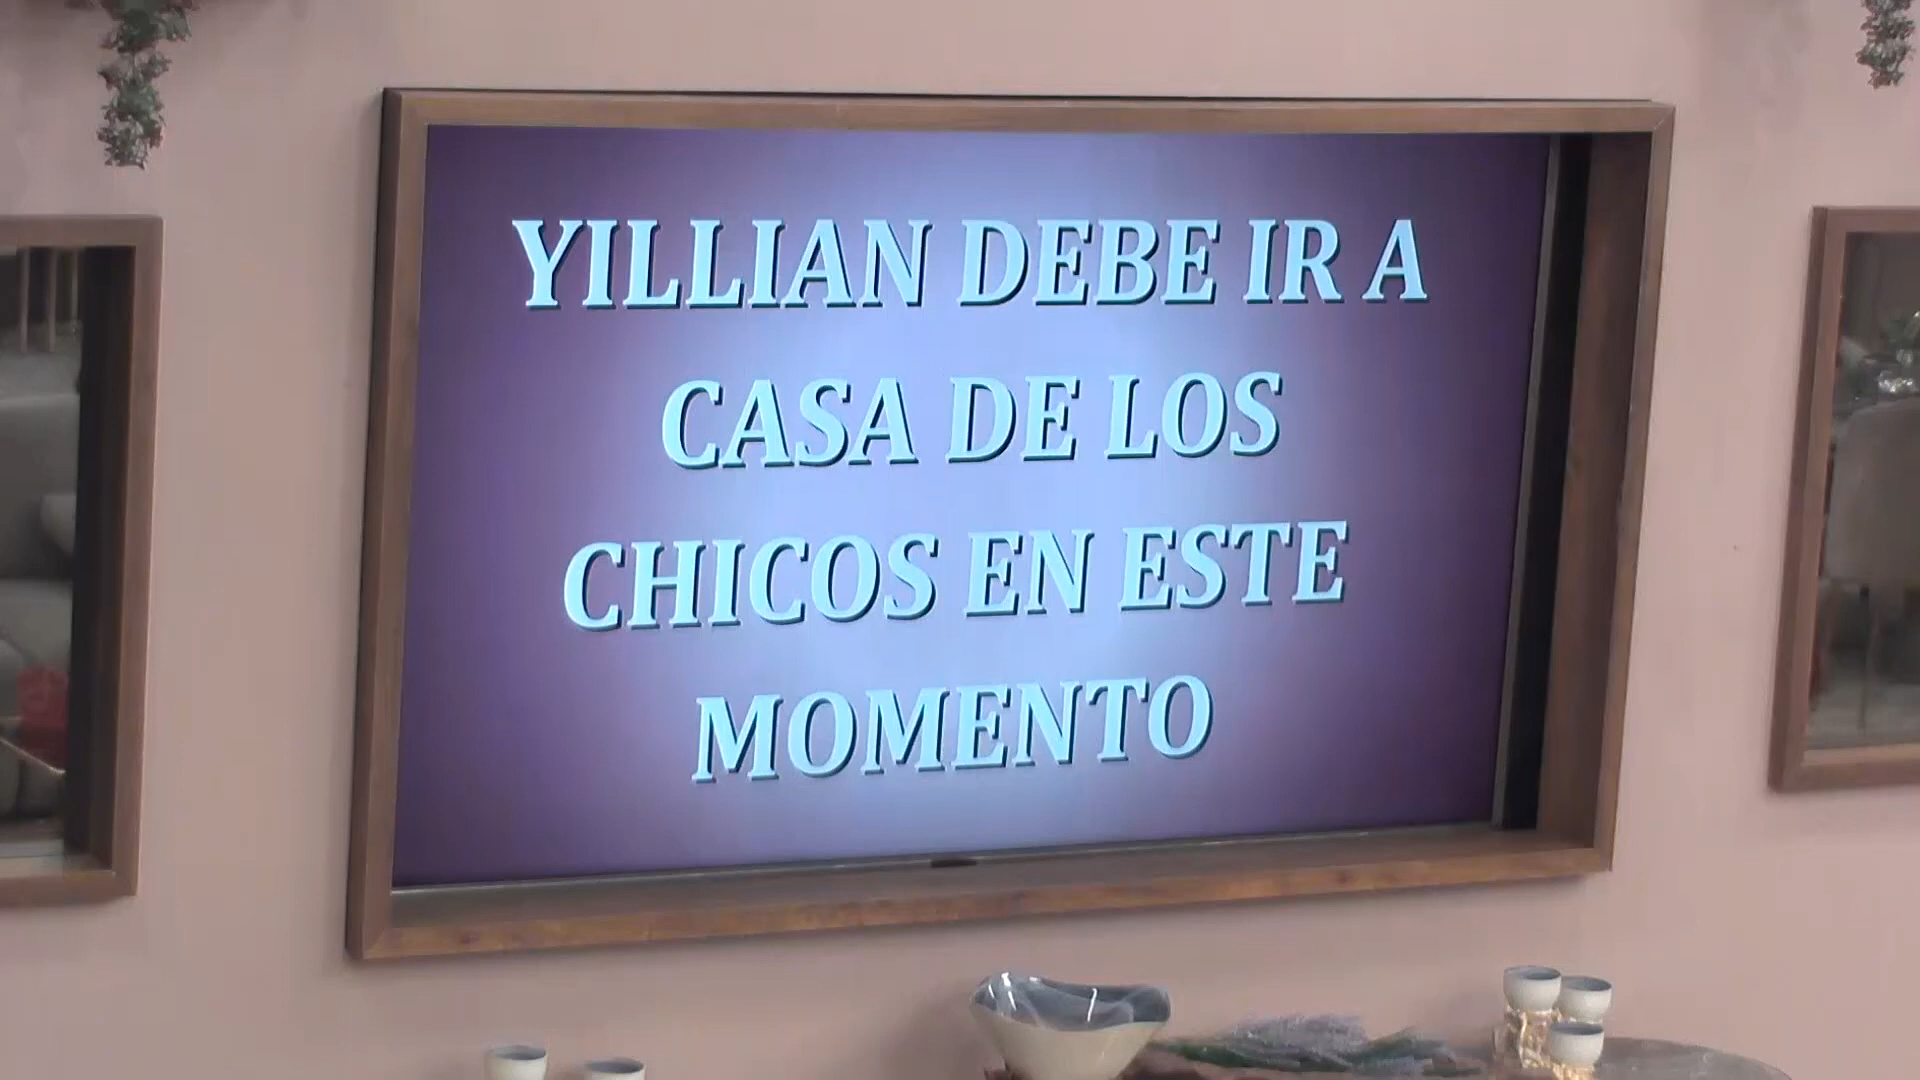 YILLIAN DEBE IR A
CASA DE LOS
CHICOS EN ESTE
MOMENTO